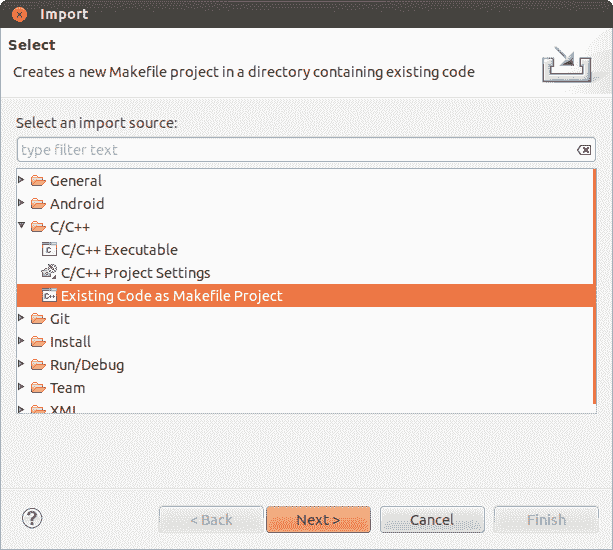 Import
Select
Creates a new Makefile project in a directory containing existing code
Select an import source:
type filter text
General
Android
C/C++
C/C++ Executable
C/C++ Project Settings
Existing Code as Makefile Project
Git
Install
Run/Debug
Team
XML
< Back Next > Cancel Finish